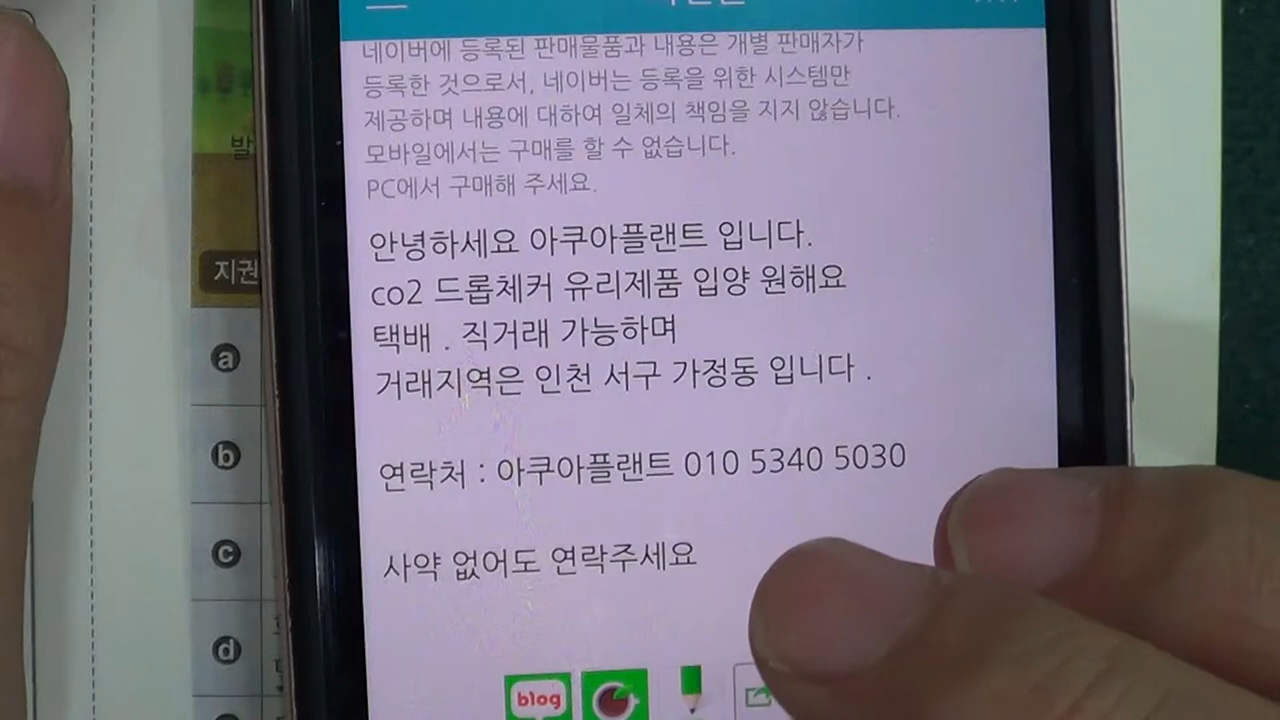 네이버에 등록된 판매물품과 내용은 개별 판매자가
등록한 것으로서, 네이버는 등록을 위한 시스템만
제공하며 내용에 대하여 일체의 책임을 지지 않습니다.
모바일에서는 구매를 할 수 없습니다.
PC에서 구매해 주세요.
안녕하세요 아쿠아플랜트 입니다.
co2 드롭체커 유리제품 입양 원해요
택배 . 직거래 가능하며
거래지역은 인천 서구 가정동 입니다 .
연락처 : 아쿠아플랜트 010 5340 5030
사약 없어도 연락주세요
blog
발
지권
a
b
c
d